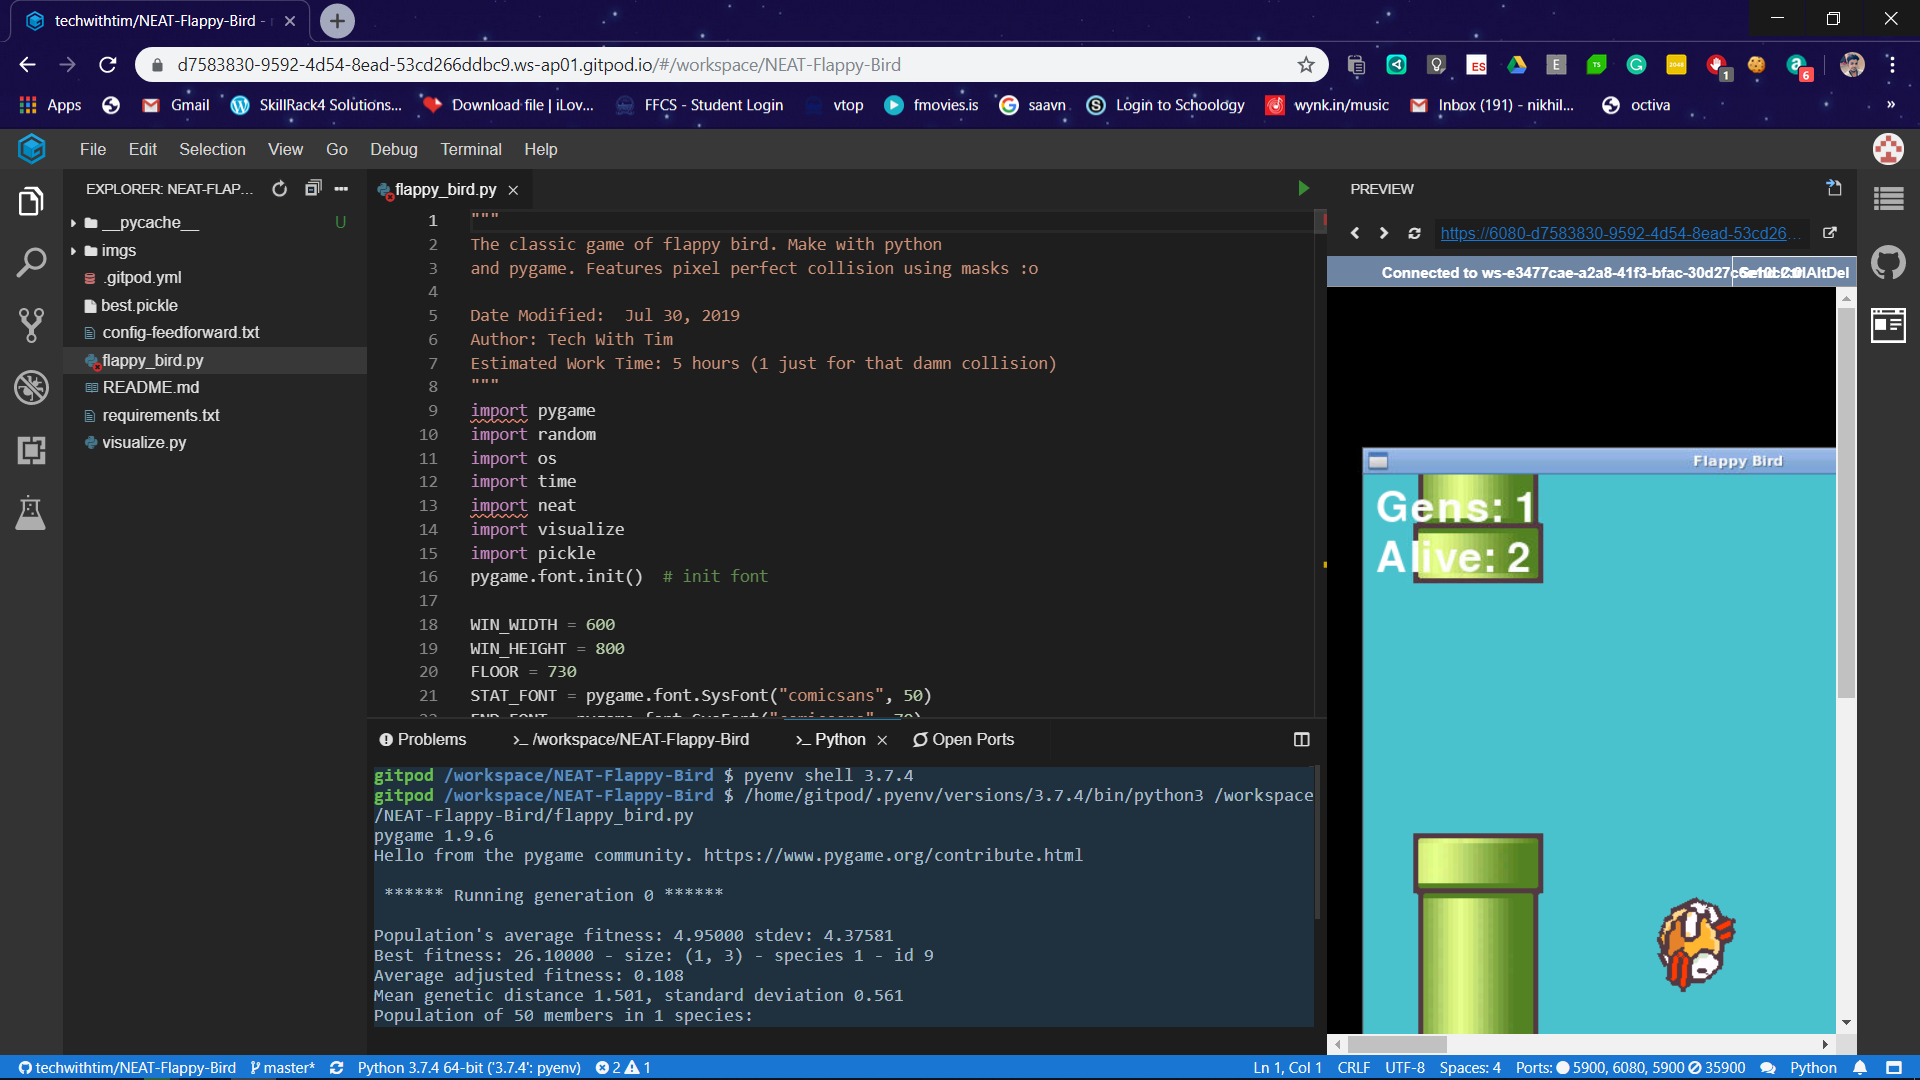 techwithtim/NEAT-Flappy-Bird -
d7583830-9592-4d54-8ead-53cd266ddbc9.ws-ap01.gitpod.io/#/workspace/NEAT-Flappy-Bird
Apps
Gmail
SkillRack4 Solutions...
Download file | iLov...
FFCS - Student Login
vtop
fmovies.is
saavn
Login to Schoology
wynk.in/music
Inbox (191) - nikhil...
octiva
»
File Edit Selection View Go Debug Terminal Help
EXPLORER: NEAT-FLAP...
__pycache__ U
imgs
.gitpod.yml
best.pickle
config-feedforward.txt
flappy_bird.py
README.md
requirements.txt
visualize.py
flappy_bird.py
1 """
2 The classic game of flappy bird. Make with python
3 and pygame. Features pixel perfect collision using masks :o
4
5 Date Modified:  Jul 30, 2019
6 Author: Tech With Tim
7 Estimated Work Time: 5 hours (1 just for that damn collision)
8 """
9 import pygame
10 import random
11 import os
12 import time
13 import neat
14 import visualize
15 import pickle
16 pygame.font.init()  # init font
17
18 WIN_WIDTH = 600
19 WIN_HEIGHT = 800
20 FLOOR = 730
21 STAT_FONT = pygame.font.SysFont("comicsans", 50)
22 END_FONT = pygame.font.SysFont("comicsans", 70)
Problems
>_ /workspace/NEAT-Flappy-Bird
>_ Python
Open Ports
gitpod /workspace/NEAT-Flappy-Bird $ pyenv shell 3.7.4
gitpod /workspace/NEAT-Flappy-Bird $ /home/gitpod/.pyenv/versions/3.7.4/bin/python3 /workspace
/NEAT-Flappy-Bird/flappy_bird.py
pygame 1.9.6
Hello from the pygame community. https://www.pygame.org/contribute.html
****** Running generation 0 ******
Population's average fitness: 4.95000 stdev: 4.37581
Best fitness: 26.10000 - size: (1, 3) - species 1 - id 9
Average adjusted fitness: 0.108
Mean genetic distance 1.501, standard deviation 0.561
Population of 50 members in 1 species:
PREVIEW
https://6080-d7583830-9592-4d54-8ead-53cd26...
Connected to ws-e3477cae-a2a8-41f3-bfac-30d27c
Flappy Bird
Gens: 1
Alive: 2
techwithtim/NEAT-Flappy-Bird
master*
Python 3.7.4 64-bit ('3.7.4': pyenv)
2 1
Ln 1, Col 1
CRLF
UTF-8
Spaces: 4
Ports: 5900, 6080, 5900 35900
Python